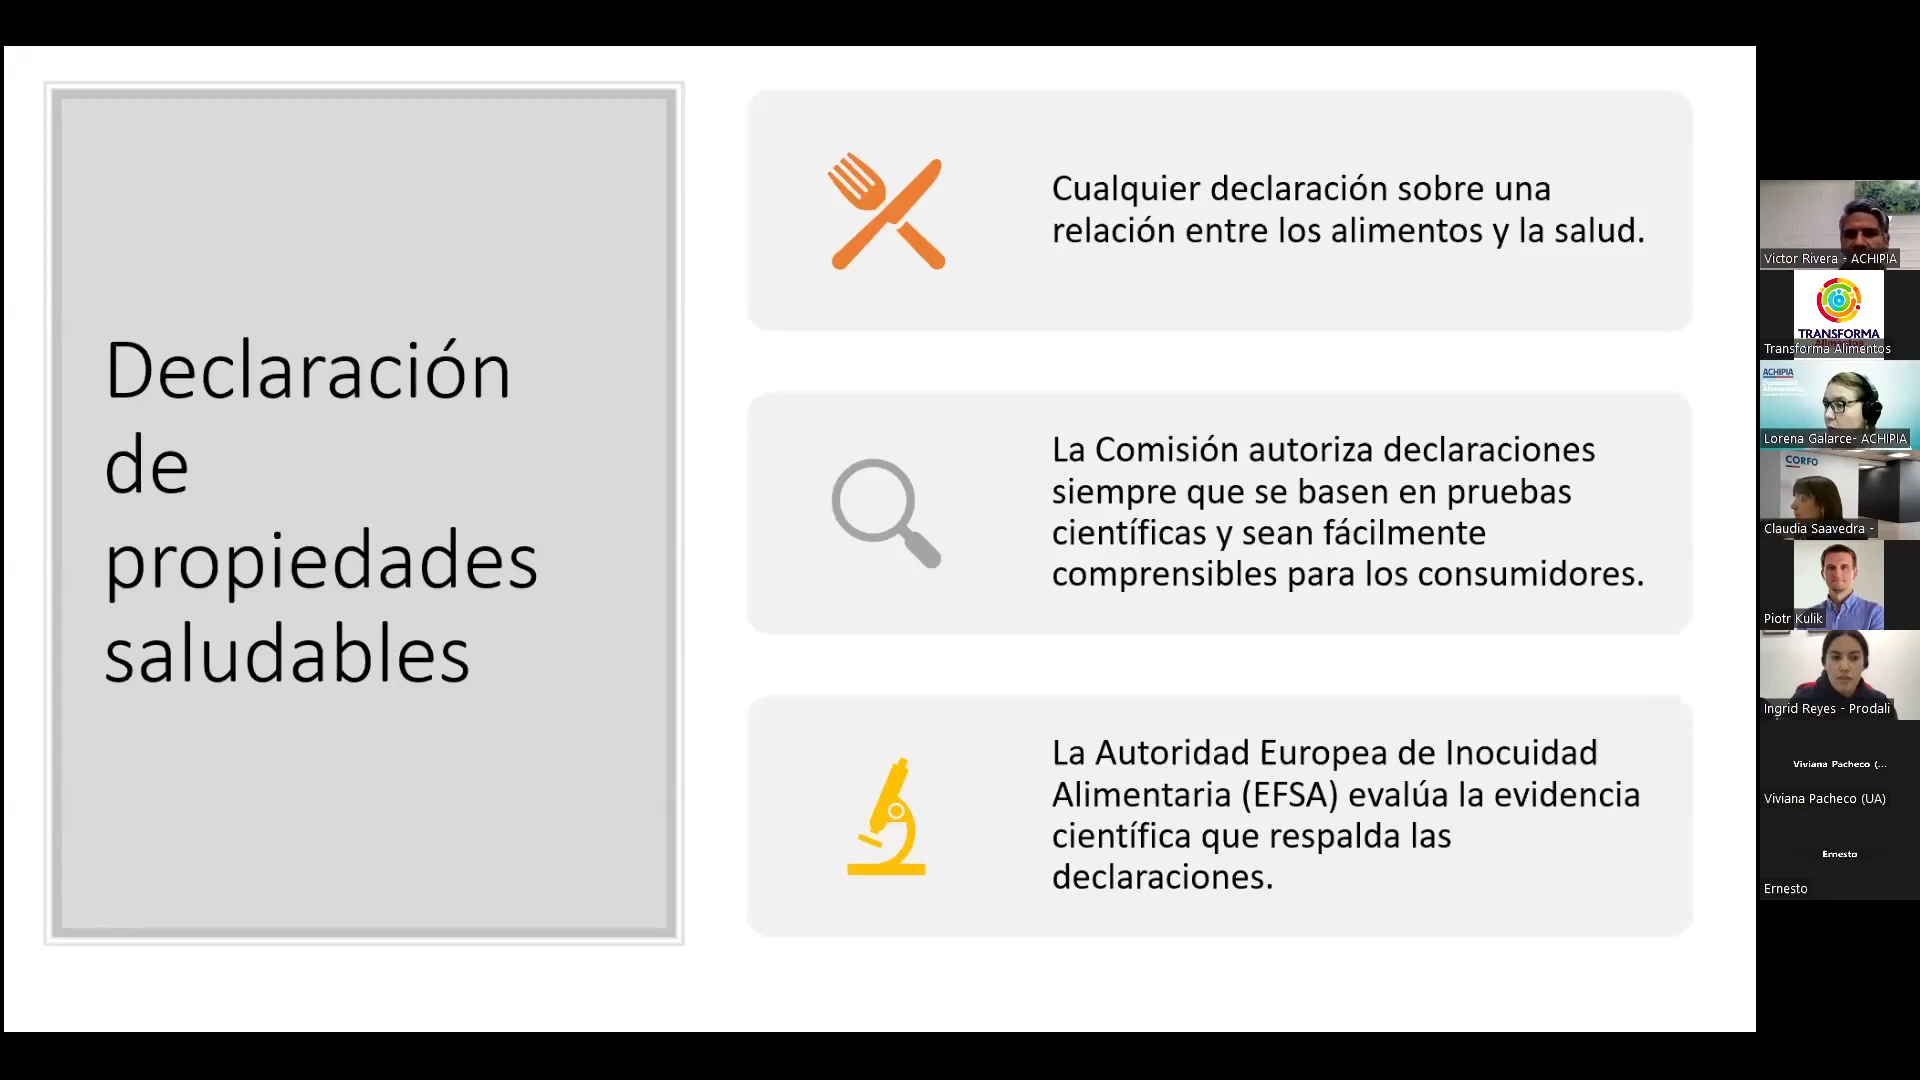 Declaración
de
propiedades
saludables
Cualquier declaración sobre una
relación entre los alimentos y la salud.
La Comisión autoriza declaraciones
siempre que se basen en pruebas
científicas y sean fácilmente
comprensibles para los consumidores.
La Autoridad Europea de Inocuidad
Alimentaria (EFSA) evalúa la evidencia
científica que respalda las
declaraciones.
Victor Rivera - ACHIPIA
TRANSFORMA
Transforma Alimentos
ACHIPIA
Lorena Galarce- ACHIPIA
CORFO
Claudia Saavedra -
Piotr Kulik
Ingrid Reyes - Prodali
Viviana Pacheco (...
Viviana Pacheco (UA)
Ernesto
Ernesto